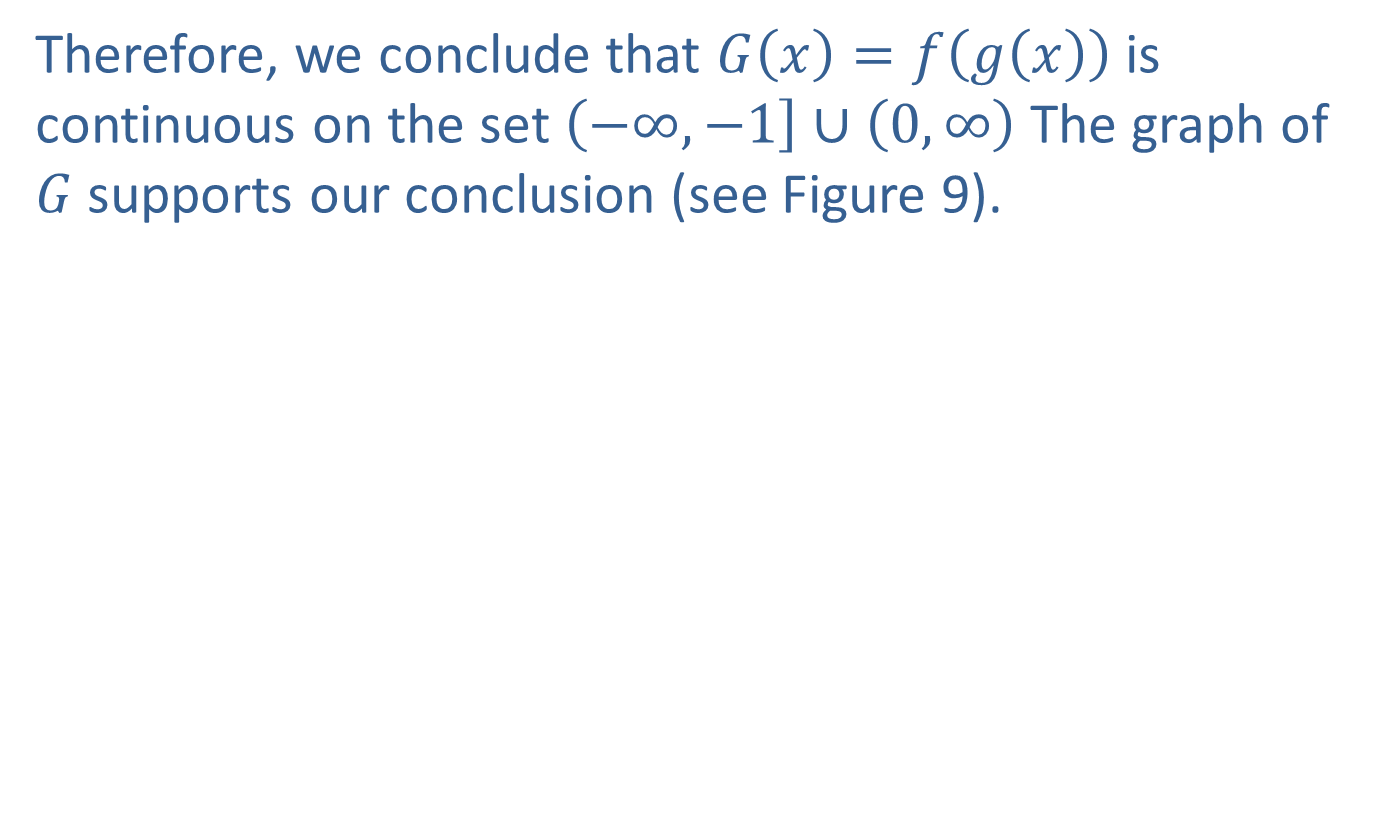 Therefore, we conclude that G(x) = f(g(x)) is
continuous on the set (−∞, −1] ∪ (0, ∞) The graph of
G supports our conclusion (see Figure 9).